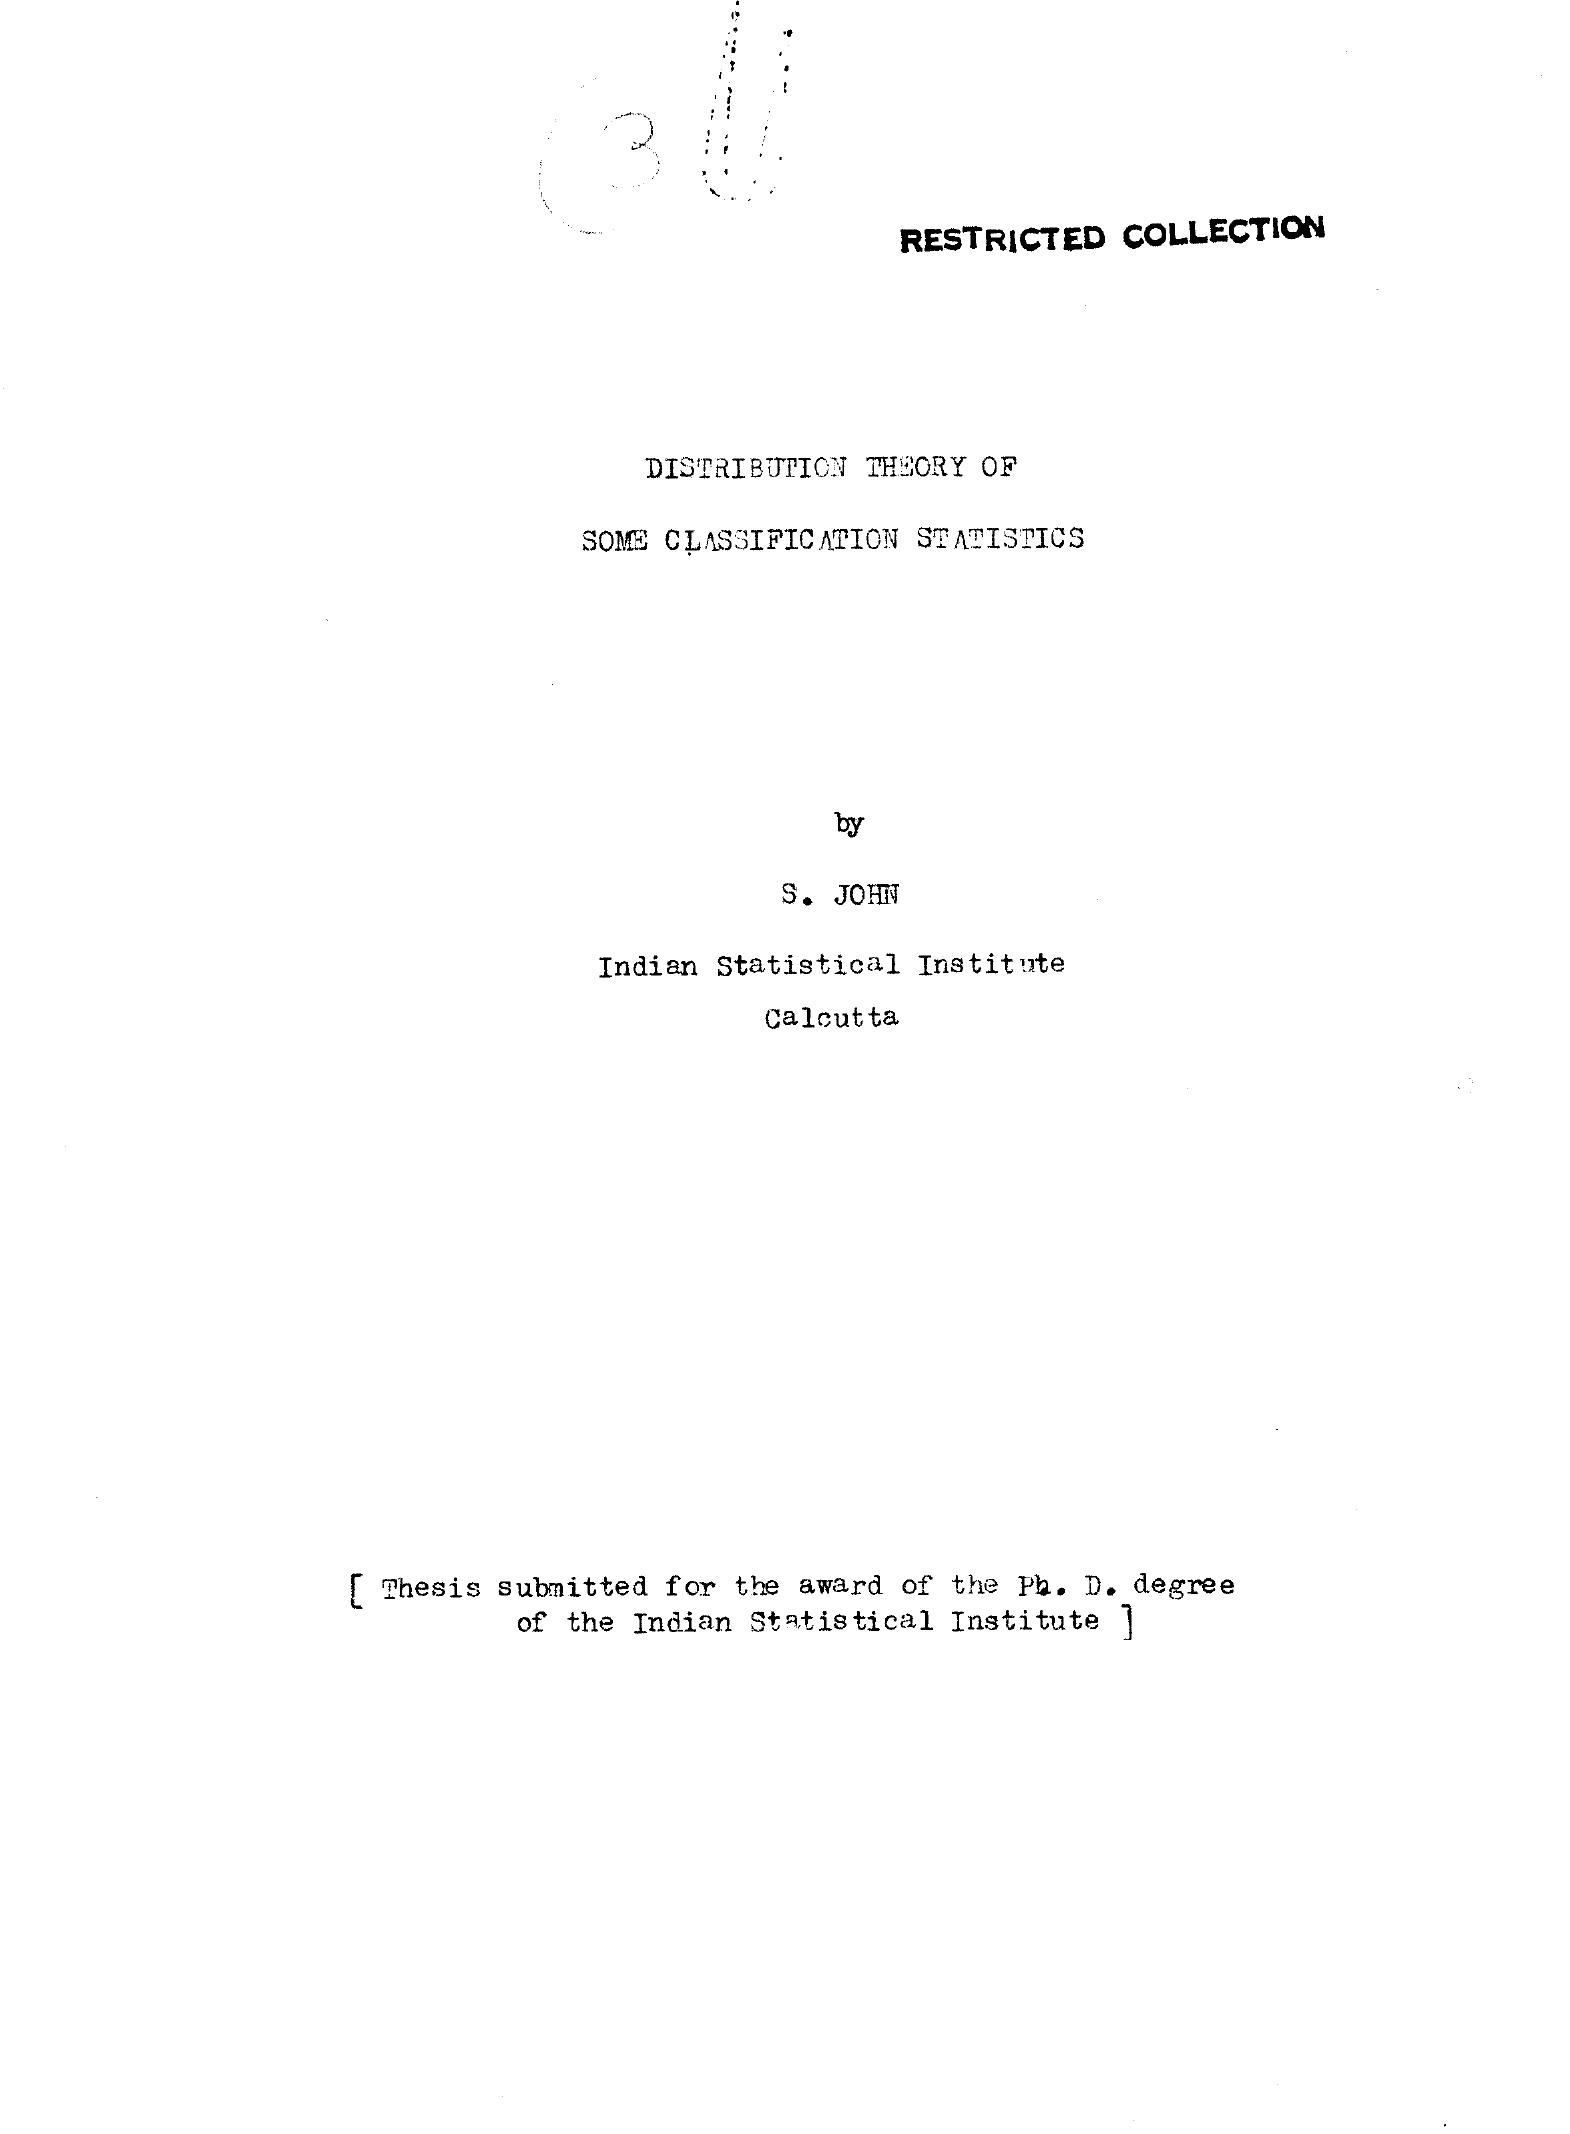 3
RESTRICTED COLLECTION
DISTRIBUTION THEORY OF
SOME CLASSIFICATION STATISTICS
by
S. JOHN
Indian Statistical Institute
Calcutta
[ Thesis submitted for the award of the Ph. D. degree
of the Indian Statistical Institute ]